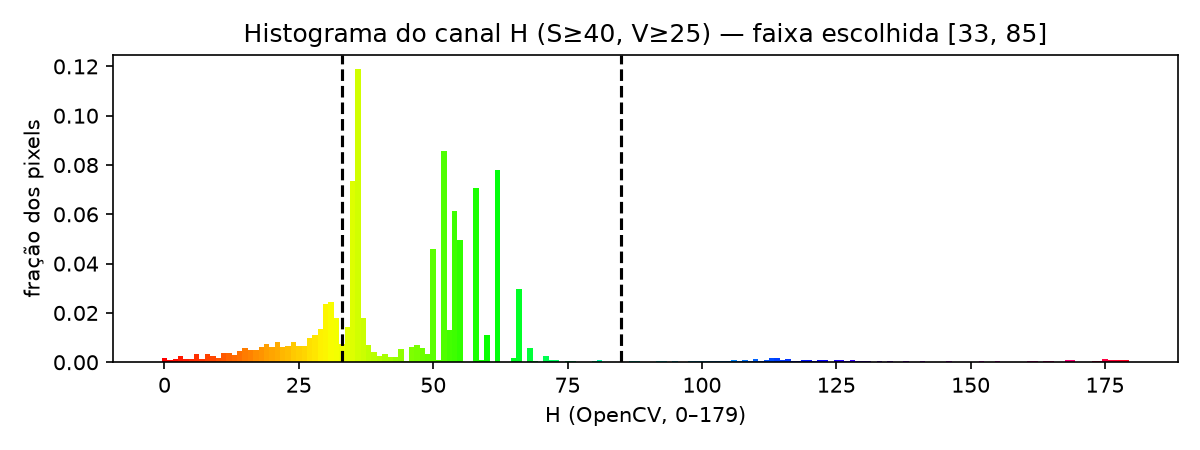 Histograma do canal H (S≥40, V≥25) — faixa escolhida [33, 85]
fração dos pixels
0.12
0.10
0.08
0.06
0.04
0.02
0.00
0 25 50 75 100 125 150 175
H (OpenCV, 0–179)